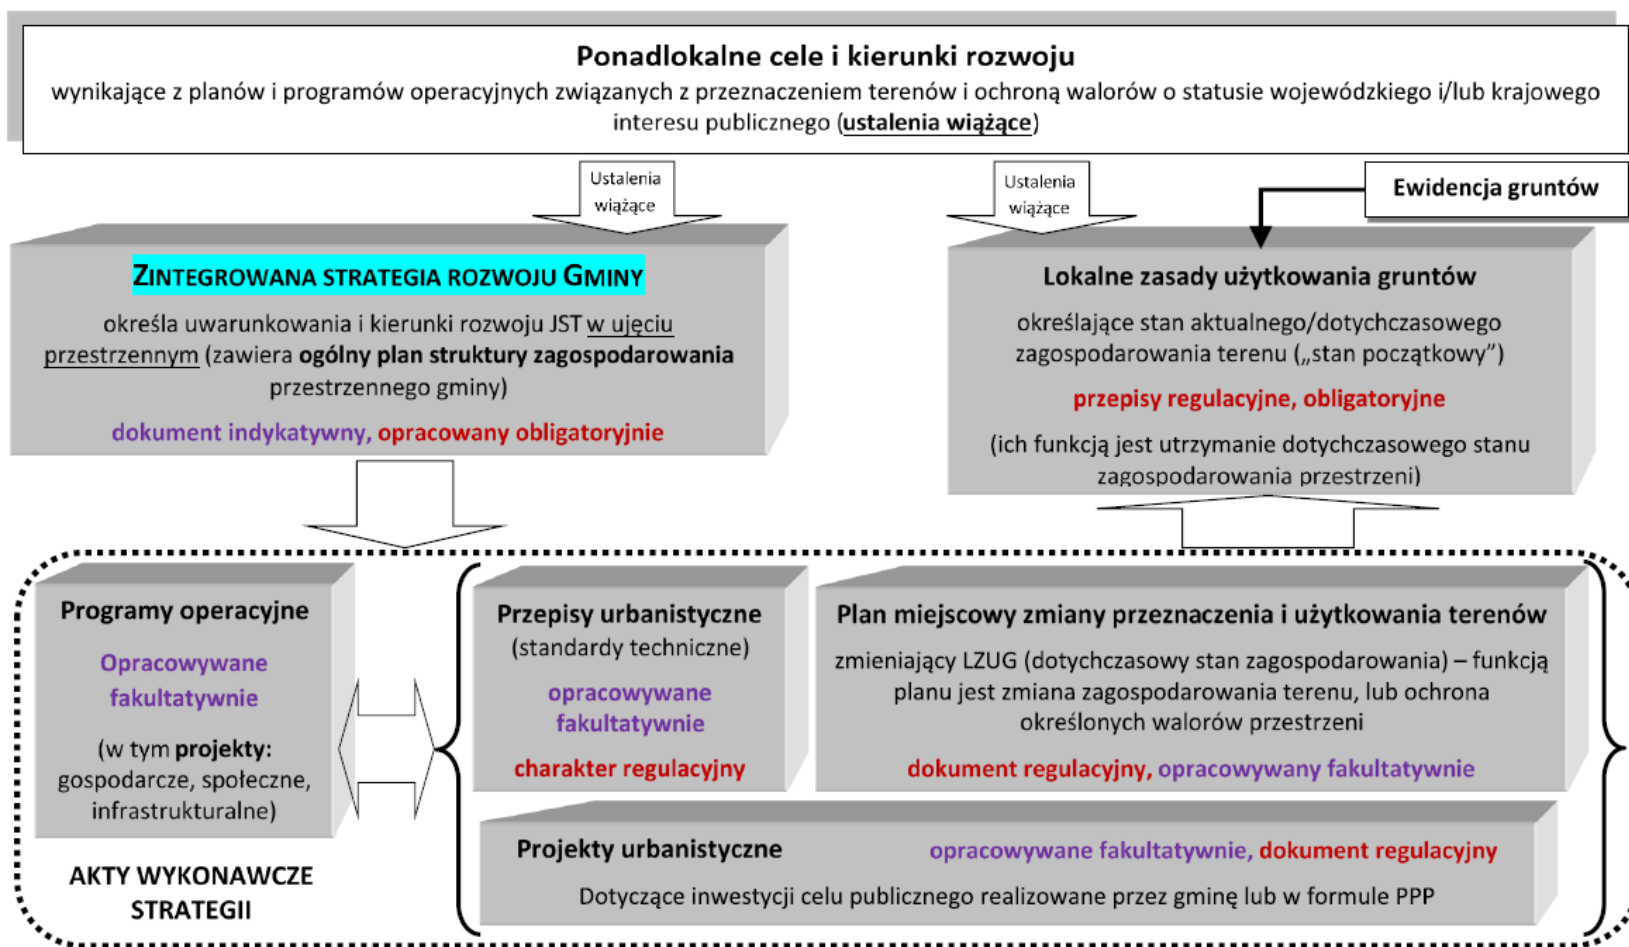 Ponadlokalne cele i kierunki rozwoju
wynikające z planów i programów operacyjnych związanych z przeznaczeniem terenów i ochroną walorów o statusie wojewódzkiego i/lub krajowego
interesu publicznego (ustalenia wiążące)
Ustalenia
wiążące
Ustalenia
wiążące
Ewidencja gruntów
ZINTEGROWANA STRATEGIA ROZWOJU GMINY
określa uwarunkowania i kierunki rozwoju JST w ujęciu
przestrzennym (zawiera ogólny plan struktury zagospodarowania
przestrzennego gminy)
dokument indykatywny, opracowany obligatoryjnie
Lokalne zasady użytkowania gruntów
określające stan aktualnego/dotychczasowego
zagospodarowania terenu („stan początkowy”)
przepisy regulacyjne, obligatoryjne
(ich funkcją jest utrzymanie dotychczasowego stanu
zagospodarowania przestrzeni)
Programy operacyjne
Opracowywane
fakultatywnie
(w tym projekty:
gospodarcze, społeczne,
infrastrukturalne)
AKTY WYKONAWCZE
STRATEGII
Przepisy urbanistyczne
(standardy techniczne)
opracowywane
fakultatywnie
charakter regulacyjny
Plan miejscowy zmiany przeznaczenia i użytkowania terenów
zmieniający LZUG (dotychczasowy stan zagospodarowania) – funkcją
planu jest zmiana zagospodarowania terenu, lub ochrona
określonych walorów przestrzeni
dokument regulacyjny, opracowywany fakultatywnie
Projekty urbanistyczne opracowywane fakultatywnie, dokument regulacyjny
Dotyczące inwestycji celu publicznego realizowane przez gminę lub w formule PPP